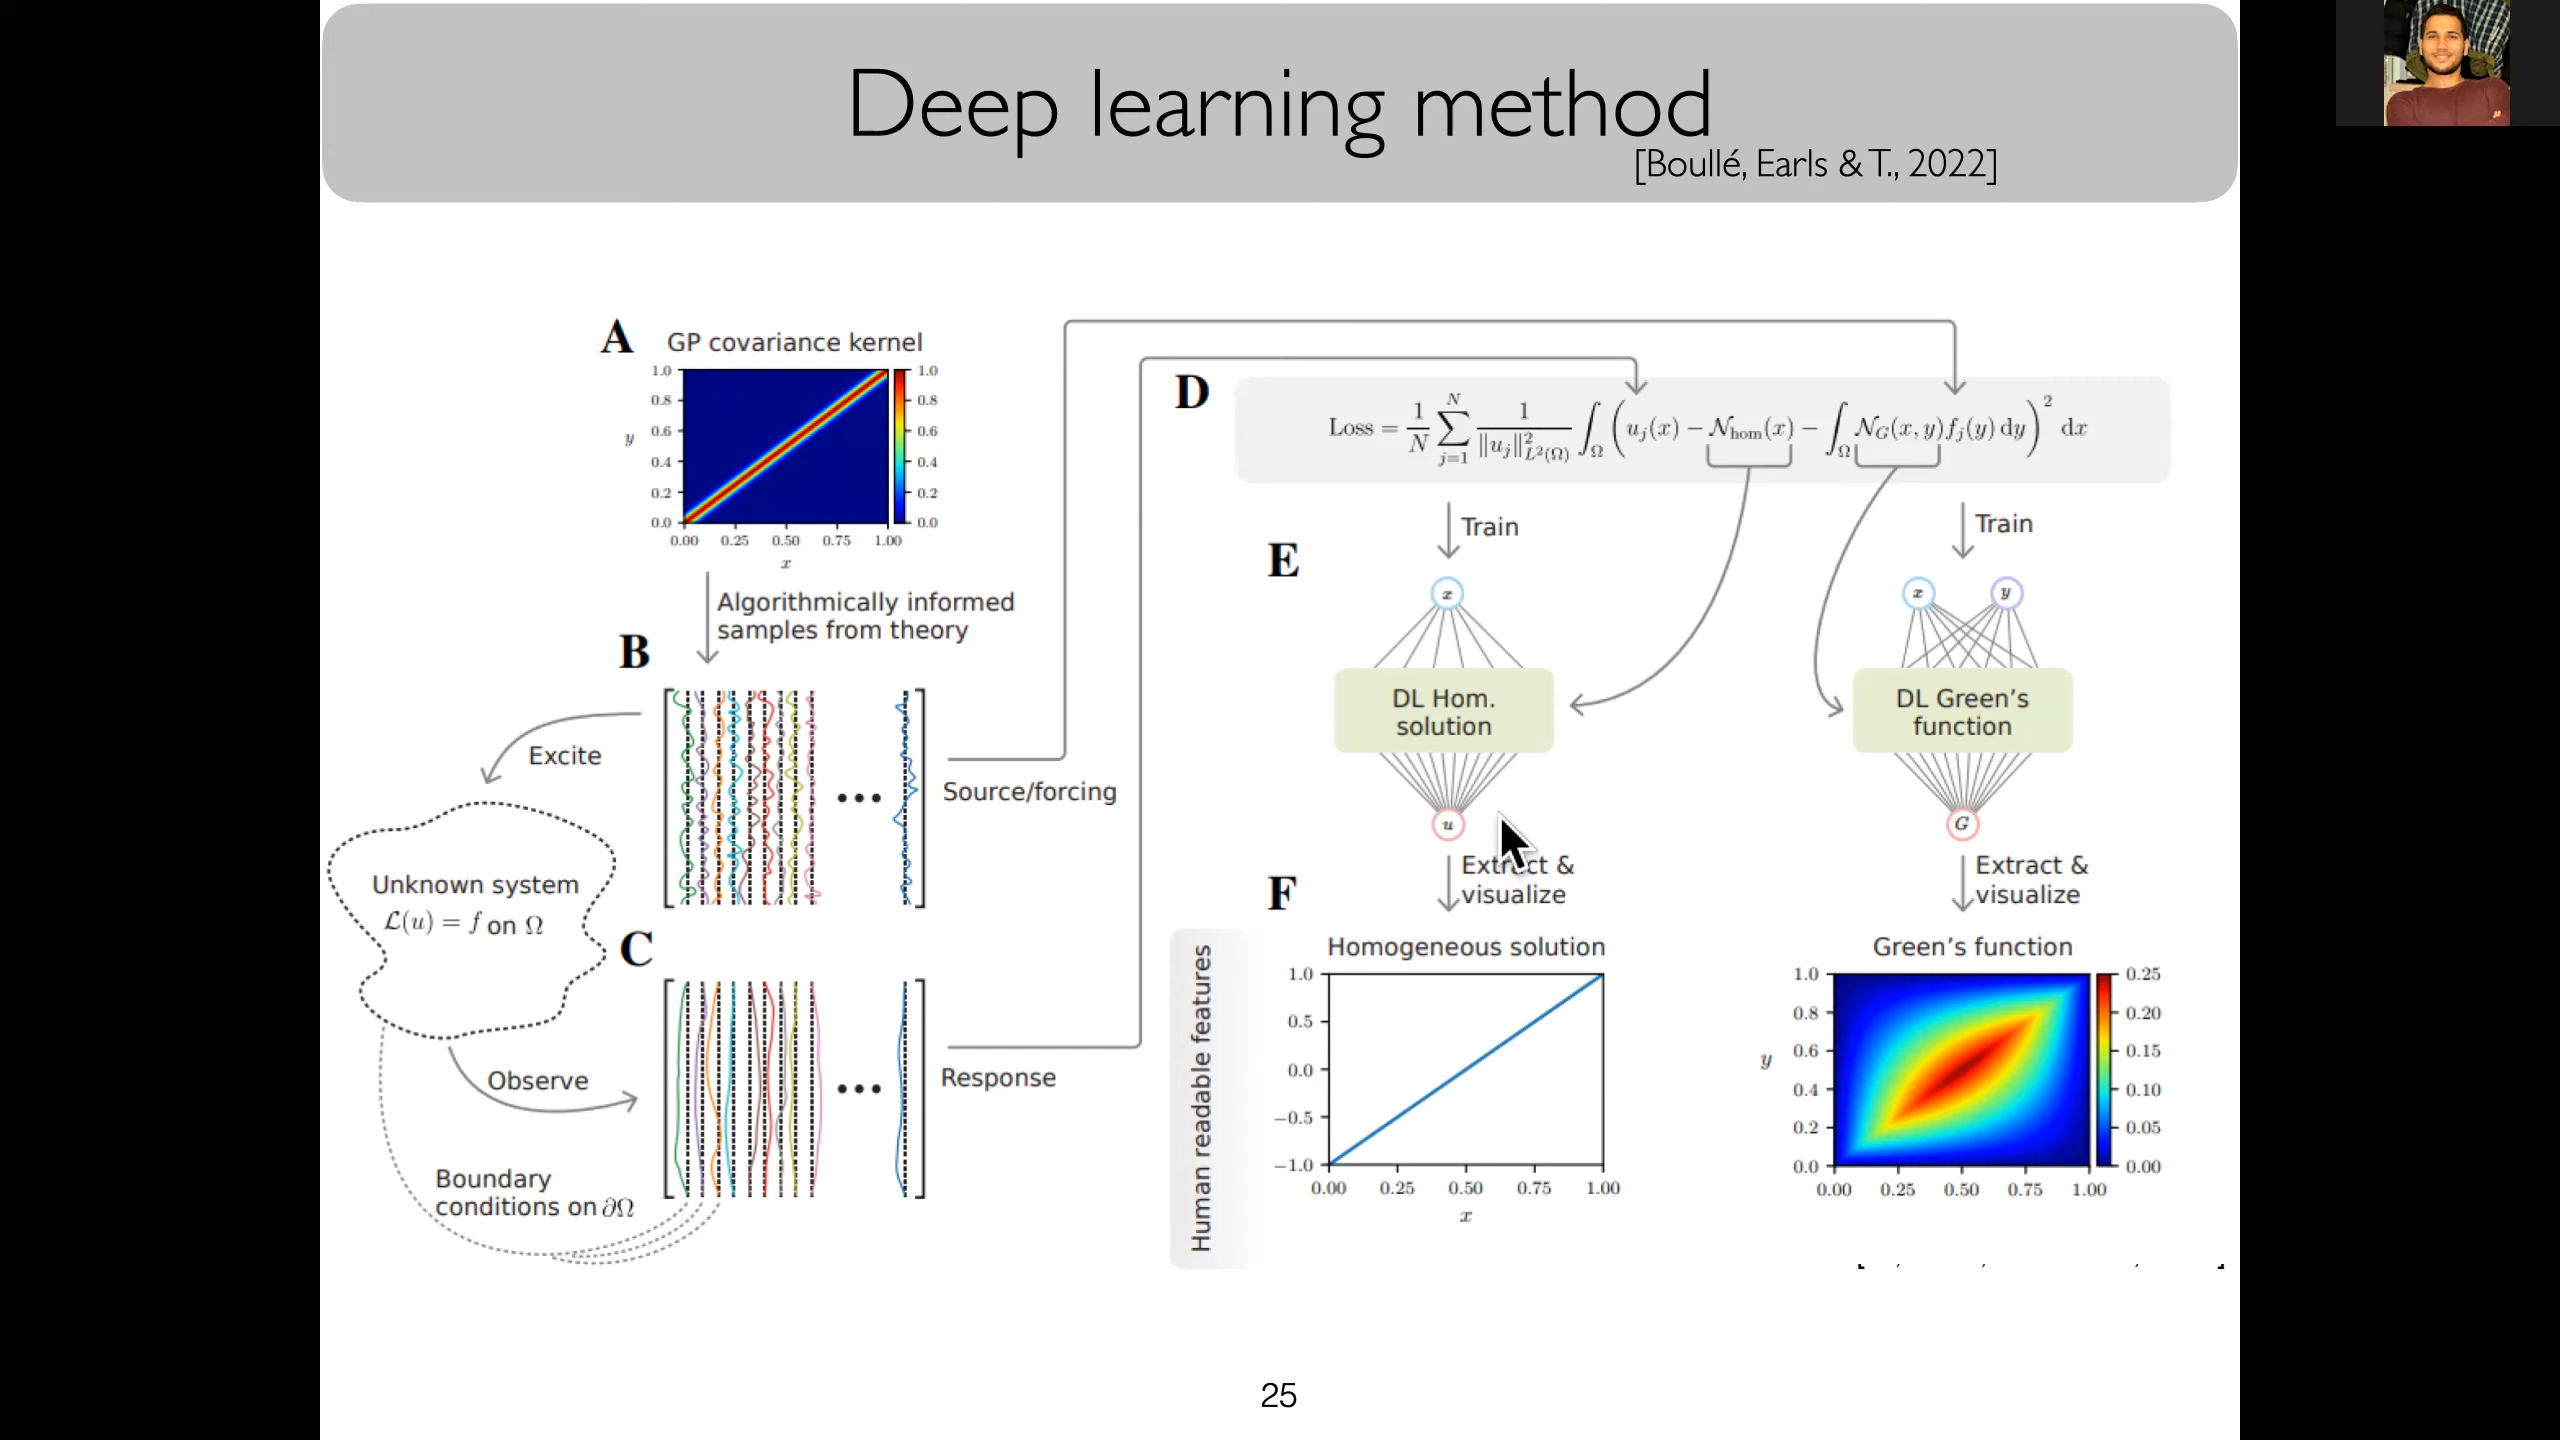 Deep learning method
[Boullé, Earls & T., 2022]
A
GP covariance kernel
1.0
0.8
0.6
0.4
0.2
0.0
y
0.00 0.25 0.50 0.75 1.00
x
1.0
0.8
0.6
0.4
0.2
0.0
Algorithmically informed
samples from theory
B
Excite
Source/forcing
Unknown system
ℒ(u) = f on Ω
C
Observe
Response
Boundary
conditions on ∂Ω
D
Loss = 1/N ∑_{j=1}^{N} 1/‖u_j‖²_{L²(Ω)} ∫_Ω (u_j(x) − 𝒩_hom(x) − ∫_Ω 𝒩_G(x, y) f_j(y) dy)² dx
Train
Train
E
x
x y
DL Hom.
solution
DL Green's
function
u
G
Extract &
visualize
Extract &
visualize
F
Human readable features
Homogeneous solution
1.0
0.5
0.0
−0.5
−1.0
0.00 0.25 0.50 0.75 1.00
x
Green's function
1.0
0.8
0.6
0.4
0.2
0.0
y
0.00 0.25 0.50 0.75 1.00
0.25
0.20
0.15
0.10
0.05
0.00
25